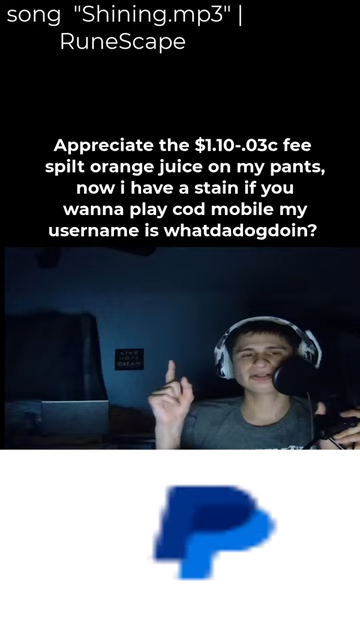 song "Shining.mp3" |
RuneScape
Appreciate the $1.10-.03c fee
spilt orange juice on my pants,
now i have a stain if you
wanna play cod mobile my
username is whatdadogdoin?
DREAM